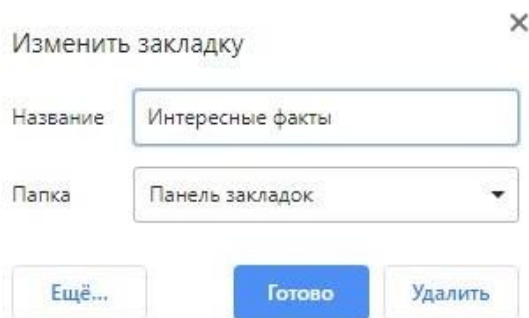 Изменить закладку
Название Интересные факты
Папка Панель закладок
Ещё... Готово Удалить